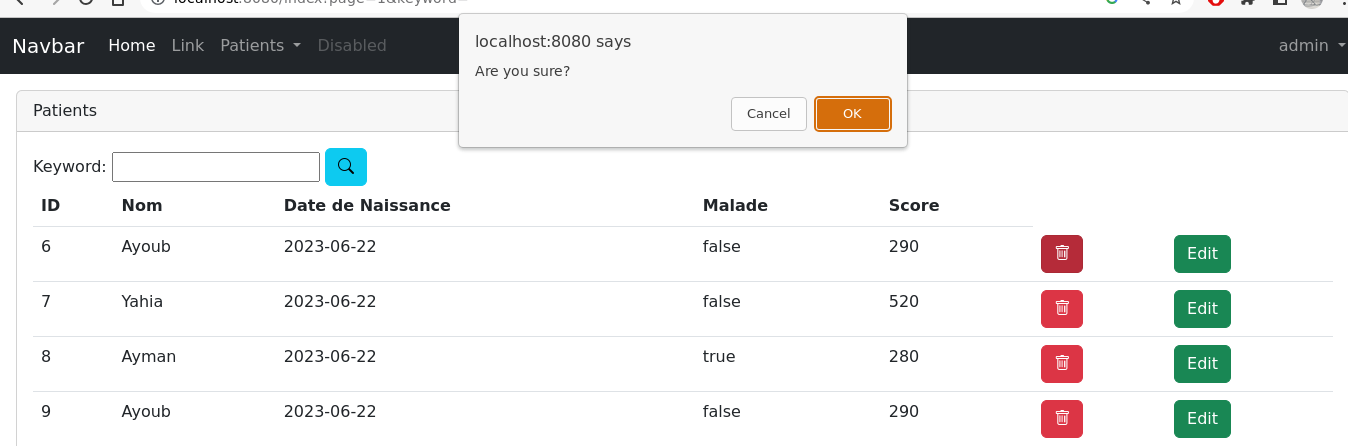 localhost:8080/index?page=1&keyword=
localhost:8080 says
Are you sure?
Cancel OK
Navbar Home Link Patients Disabled admin
Patients
Keyword:
ID Nom Date de Naissance Malade Score
6 Ayoub 2023-06-22 false 290 Edit
7 Yahia 2023-06-22 false 520 Edit
8 Ayman 2023-06-22 true 280 Edit
9 Ayoub 2023-06-22 false 290 Edit